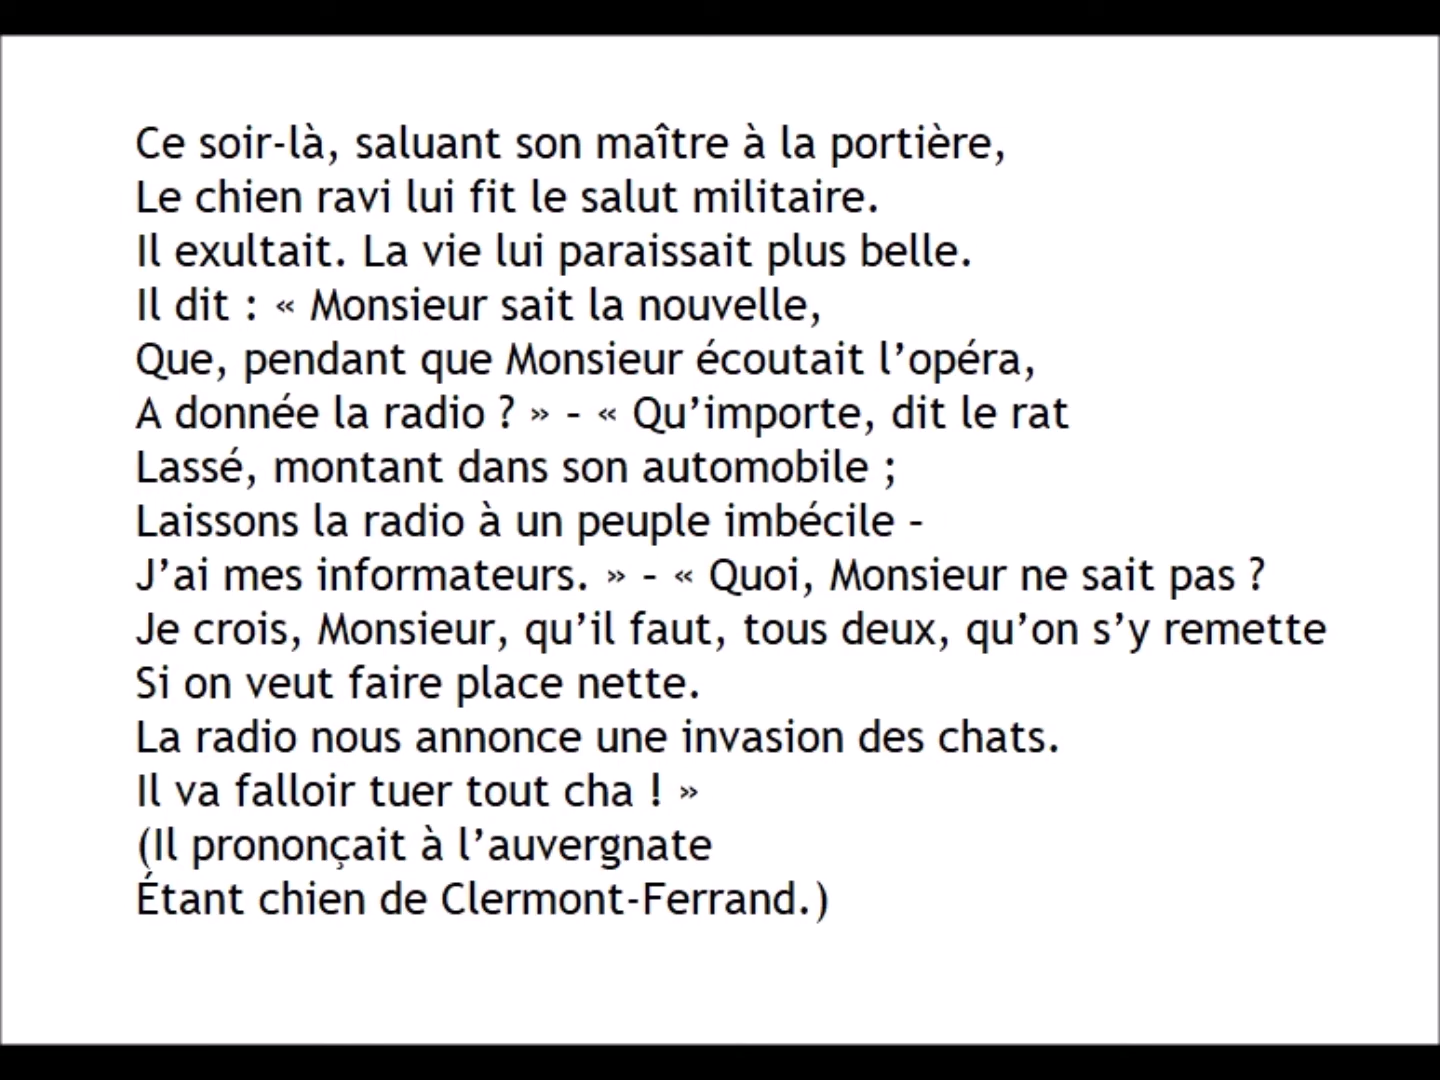 Ce soir-là, saluant son maître à la portière,
Le chien ravi lui fit le salut militaire.
Il exultait. La vie lui paraissait plus belle.
Il dit : « Monsieur sait la nouvelle,
Que, pendant que Monsieur écoutait l’opéra,
A donnée la radio ? » – « Qu’importe, dit le rat
Lassé, montant dans son automobile ;
Laissons la radio à un peuple imbécile –
J’ai mes informateurs. » – « Quoi, Monsieur ne sait pas ?
Je crois, Monsieur, qu’il faut, tous deux, qu’on s’y remette
Si on veut faire place nette.
La radio nous annonce une invasion des chats.
Il va falloir tuer tout cha ! »
(Il prononçait à l’auvergnate
Étant chien de Clermont-Ferrand.)